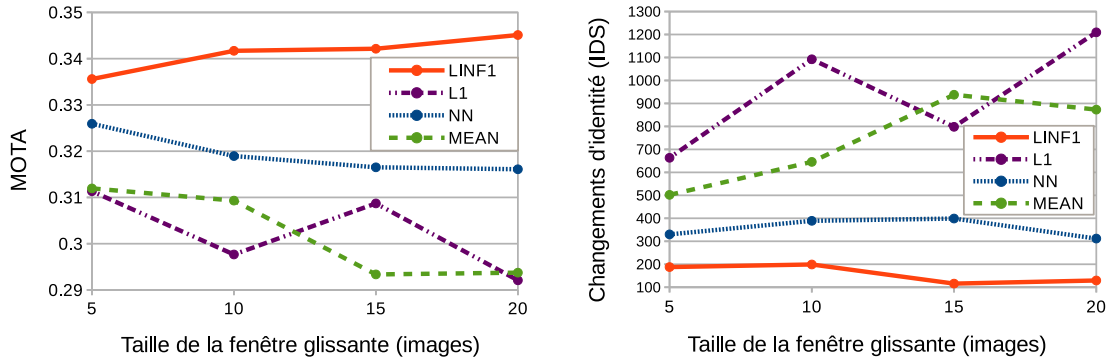 0.35
0.34
0.33
0.32
0.31
0.3
0.29
MOTA
5
10
15
20
Taille de la fenêtre glissante (images)
LINF1
L1
NN
MEAN
1300
1200
1100
1000
900
800
700
600
500
400
300
200
100
Changements d'identité (IDS)
5
10
15
20
Taille de la fenêtre glissante (images)
LINF1
L1
NN
MEAN